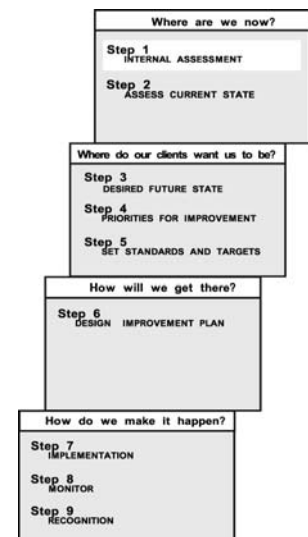 Where are we now?
Step 1
INTERNAL ASSESSMENT
Step 2
ASSESS CURRENT STATE
Where do our clients want us to be?
Step 3
DESIRED FUTURE STATE
Step 4
PRIORITIES FOR IMPROVEMENT
Step 5
SET STANDARDS AND TARGETS
How will we get there?
Step 6
DESIGN IMPROVEMENT PLAN
How do we make it happen?
Step 7
IMPLEMENTATION
Step 8
MONITOR
Step 9
RECOGNITION